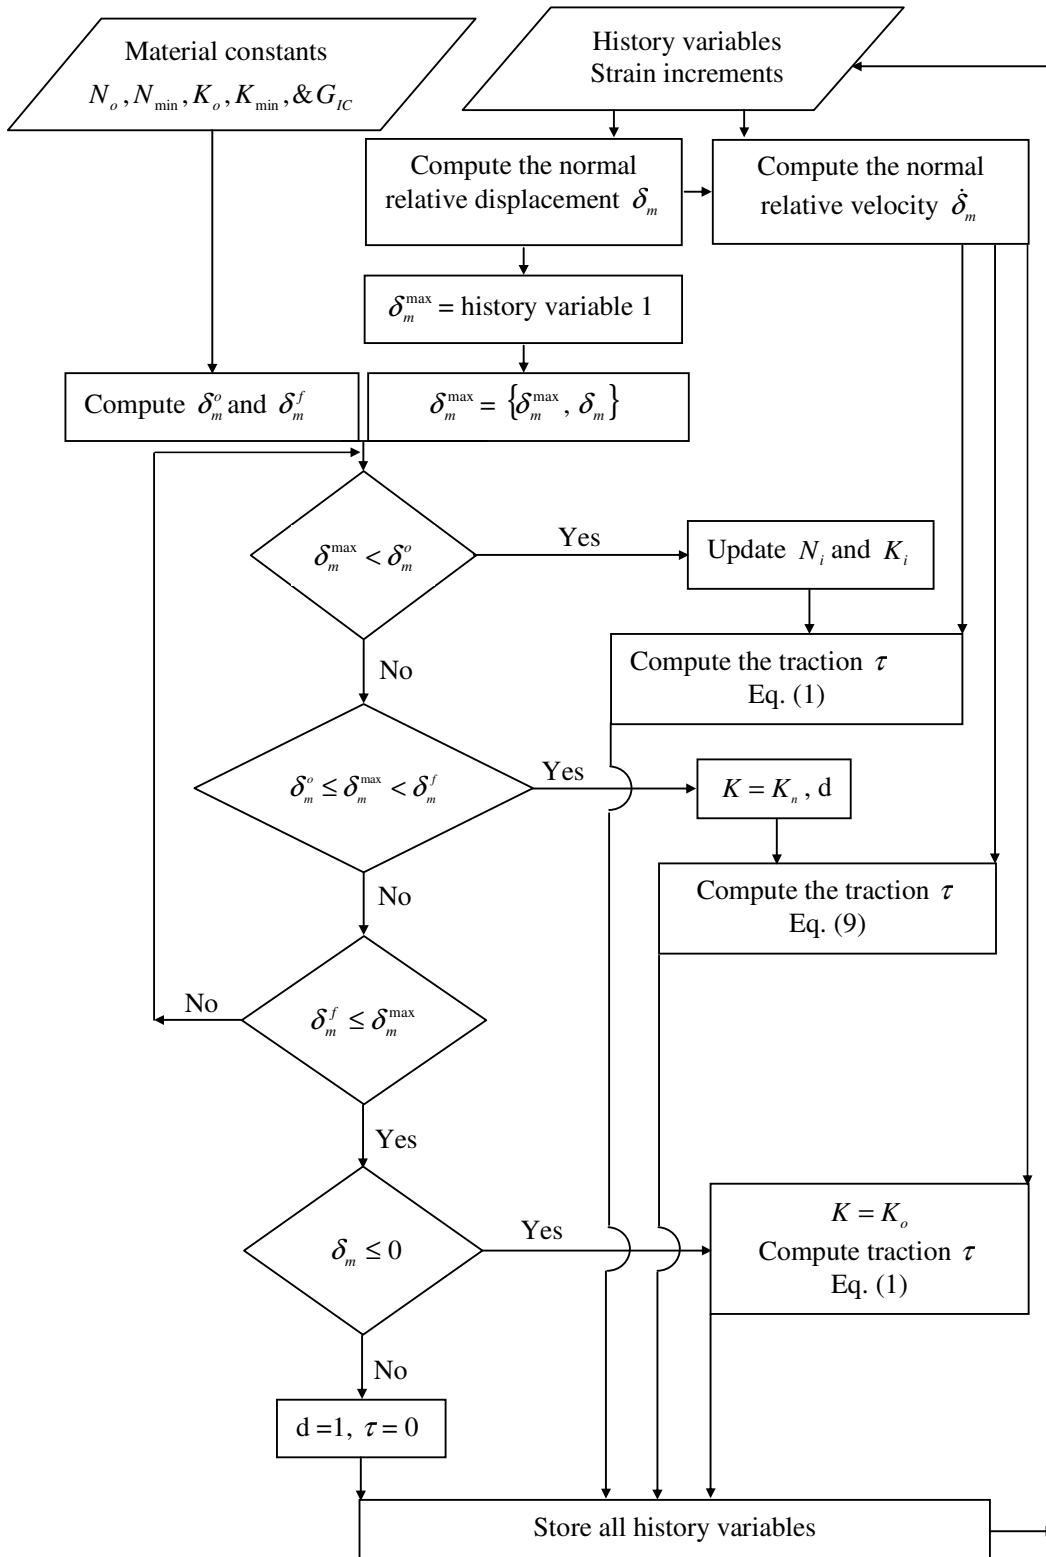 Material constants
N_o, N_min, K_o, K_min, & G_IC
History variables
Strain increments
Compute the normal
relative displacement δ_m
Compute the normal
relative velocity δ̇_m
δ_m^max = history variable 1
Compute δ_m^o and δ_m^f
δ_m^max = {δ_m^max, δ_m}
δ_m^max < δ_m^o
Yes
Update N_i and K_i
No
Compute the traction τ
Eq. (1)
δ_m^o ≤ δ_m^max < δ_m^f
Yes
K = K_n, d
No
Compute the traction τ
Eq. (9)
δ_m^f ≤ δ_m^max
No
Yes
δ_m ≤ 0
Yes
K = K_o
Compute traction τ
Eq. (1)
No
d =1, τ = 0
Store all history variables